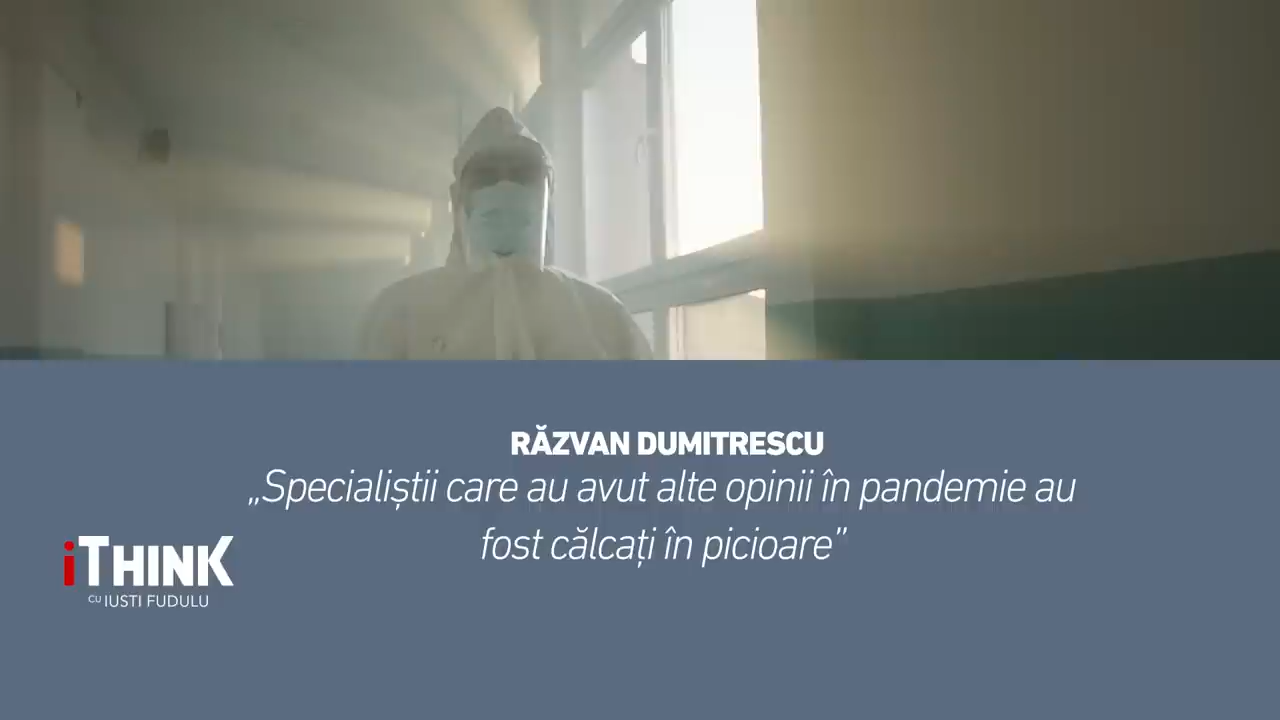 RĂZVAN DUMITRESCU
„Specialiștii care au avut alte opinii în pandemie au
fost călcați în picioare”
iTHINK
CU IUSTI FUDULU